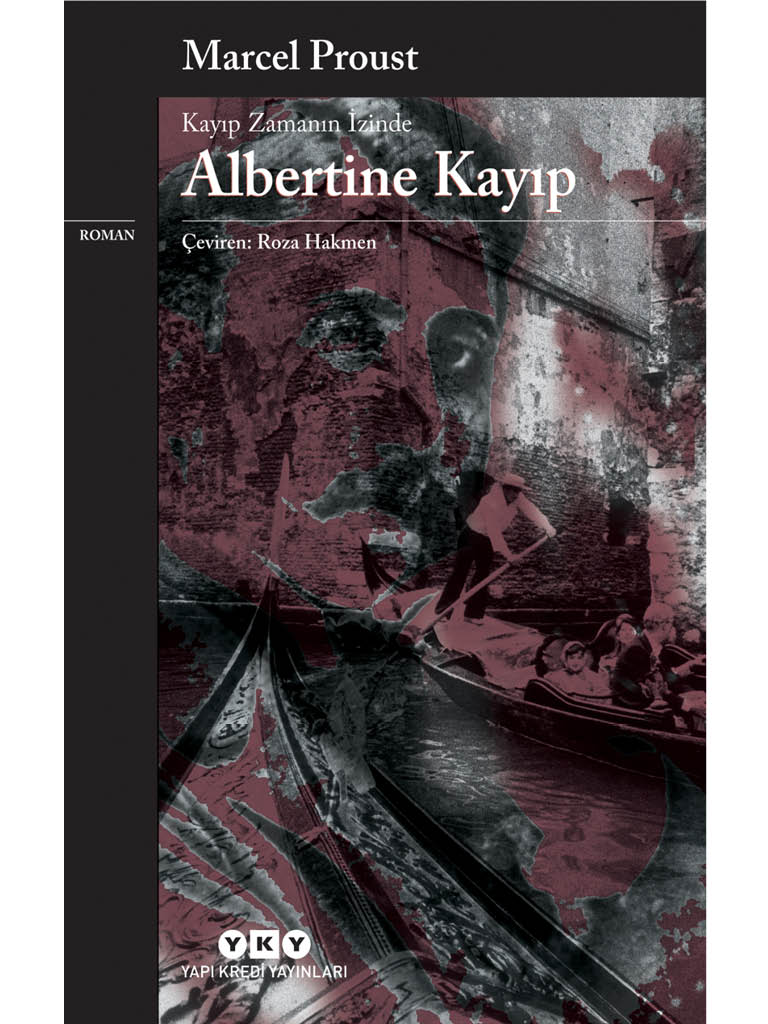 Marcel Proust
Kayıp Zamanın İzinde
Albertine Kayıp
ROMAN
Çeviren: Roza Hakmen
YKY
YAPI KREDİ YAYINLARI